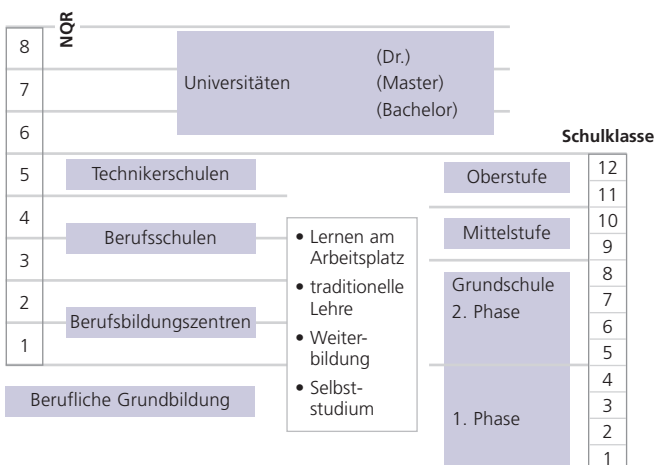 NQR
8
7
6
5
4
3
2
1
Universitäten
(Dr.)
(Master)
(Bachelor)
Technikerschulen
Berufsschulen
Berufsbildungszentren
Berufliche Grundbildung
• Lernen am
Arbeitsplatz
• traditionelle
Lehre
• Weiter-
bildung
• Selbst-
studium
Schulklasse
Oberstufe
Mittelstufe
Grundschule
2. Phase
1. Phase
12
11
10
9
8
7
6
5
4
3
2
1